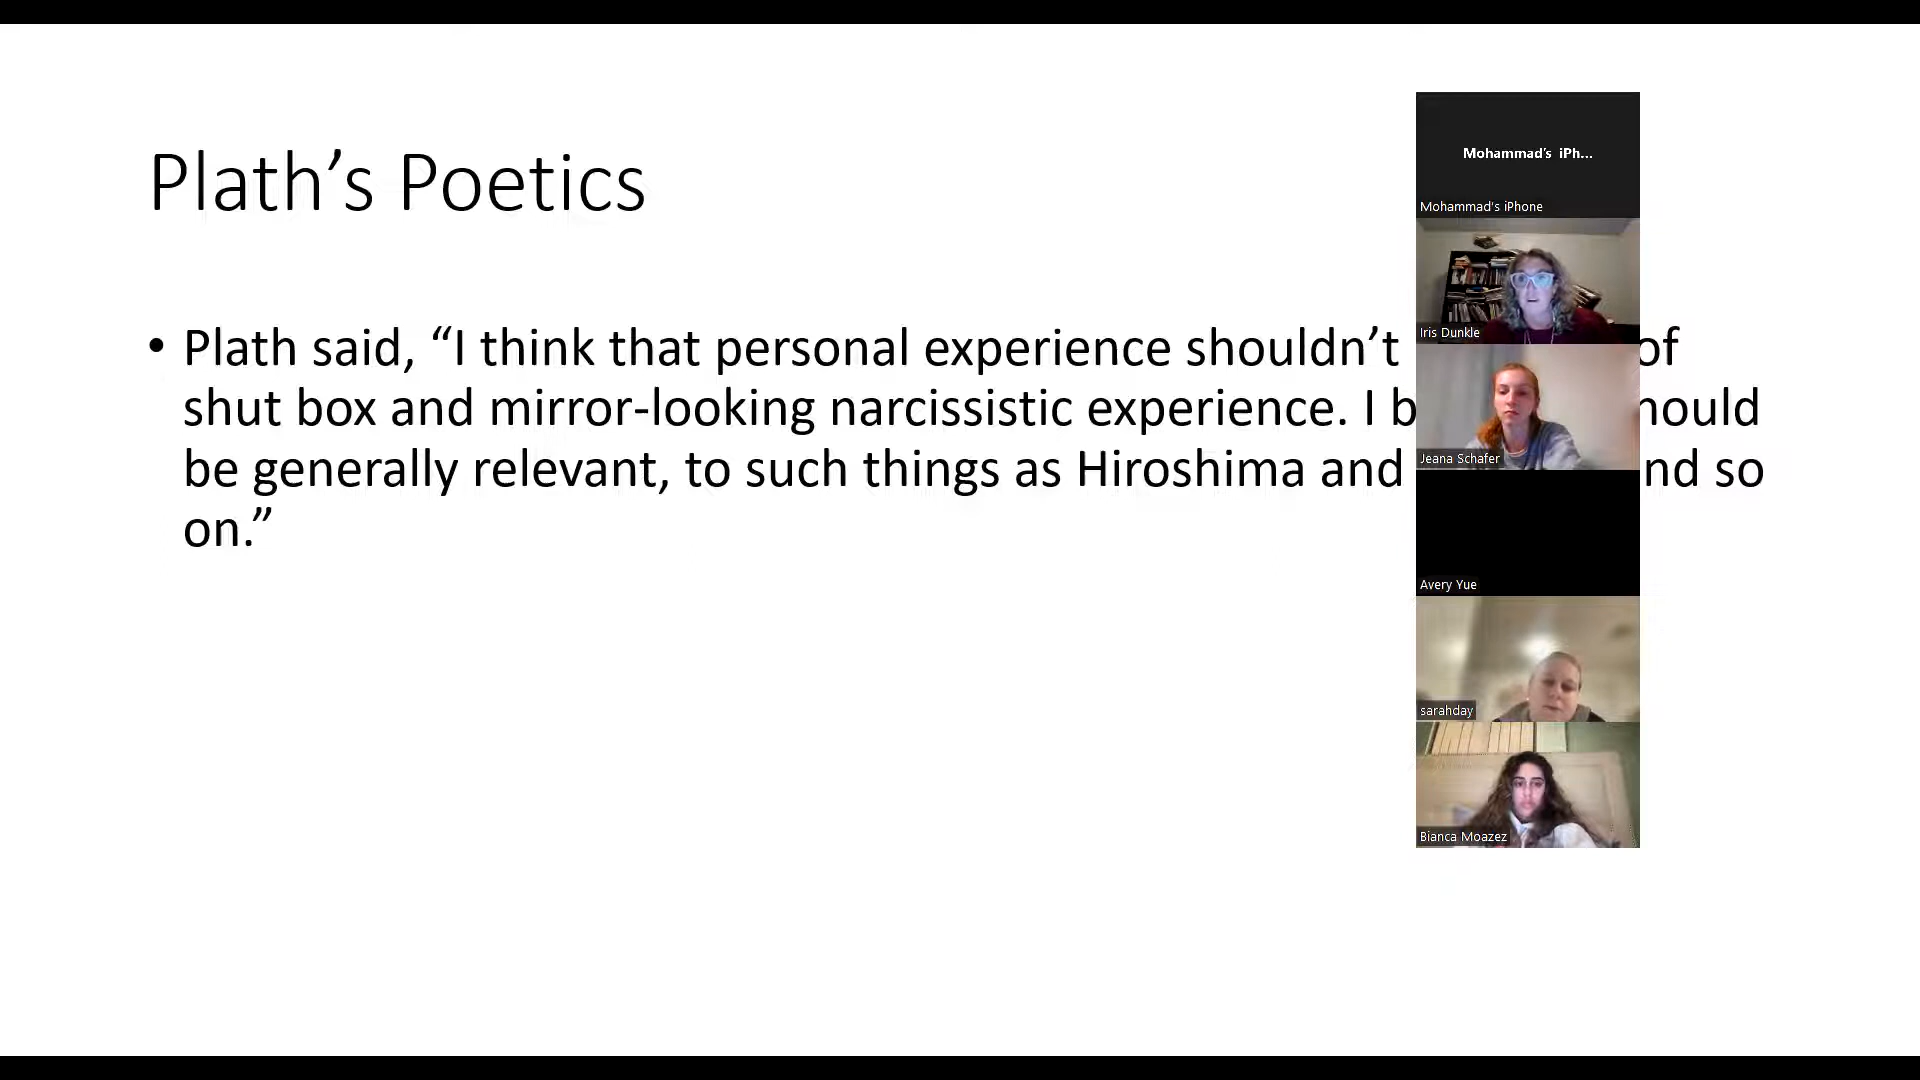 Plath’s Poetics
• Plath said, “I think that personal experience shouldn’t of
shut box and mirror-looking narcissistic experience. I b hould
be generally relevant, to such things as Hiroshima and nd so
on.”
Mohammad's iPh...
Mohammad's iPhone
Iris Dunkle
Jeana Schafer
Avery Yue
sarahday
Bianca Moazez